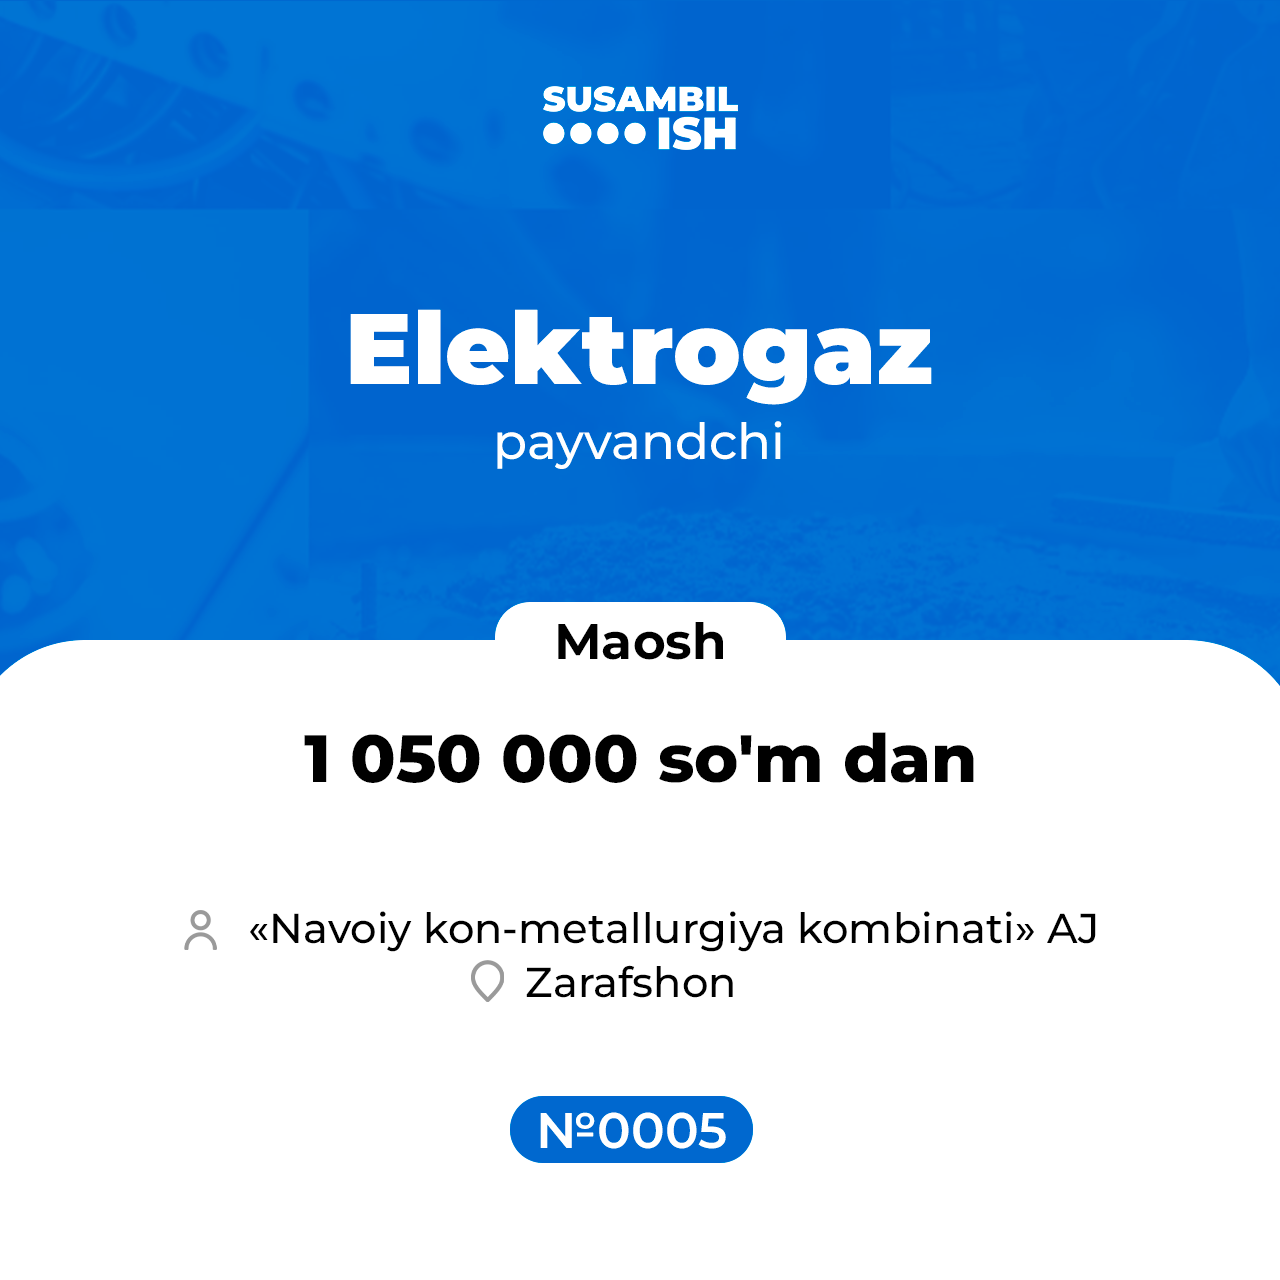 SUSAMBIL
ISH
Elektrogaz
payvandchi
Maosh
1 050 000 so'm dan
«Navoiy kon-metallurgiya kombinati» AJ
Zarafshon
№0005